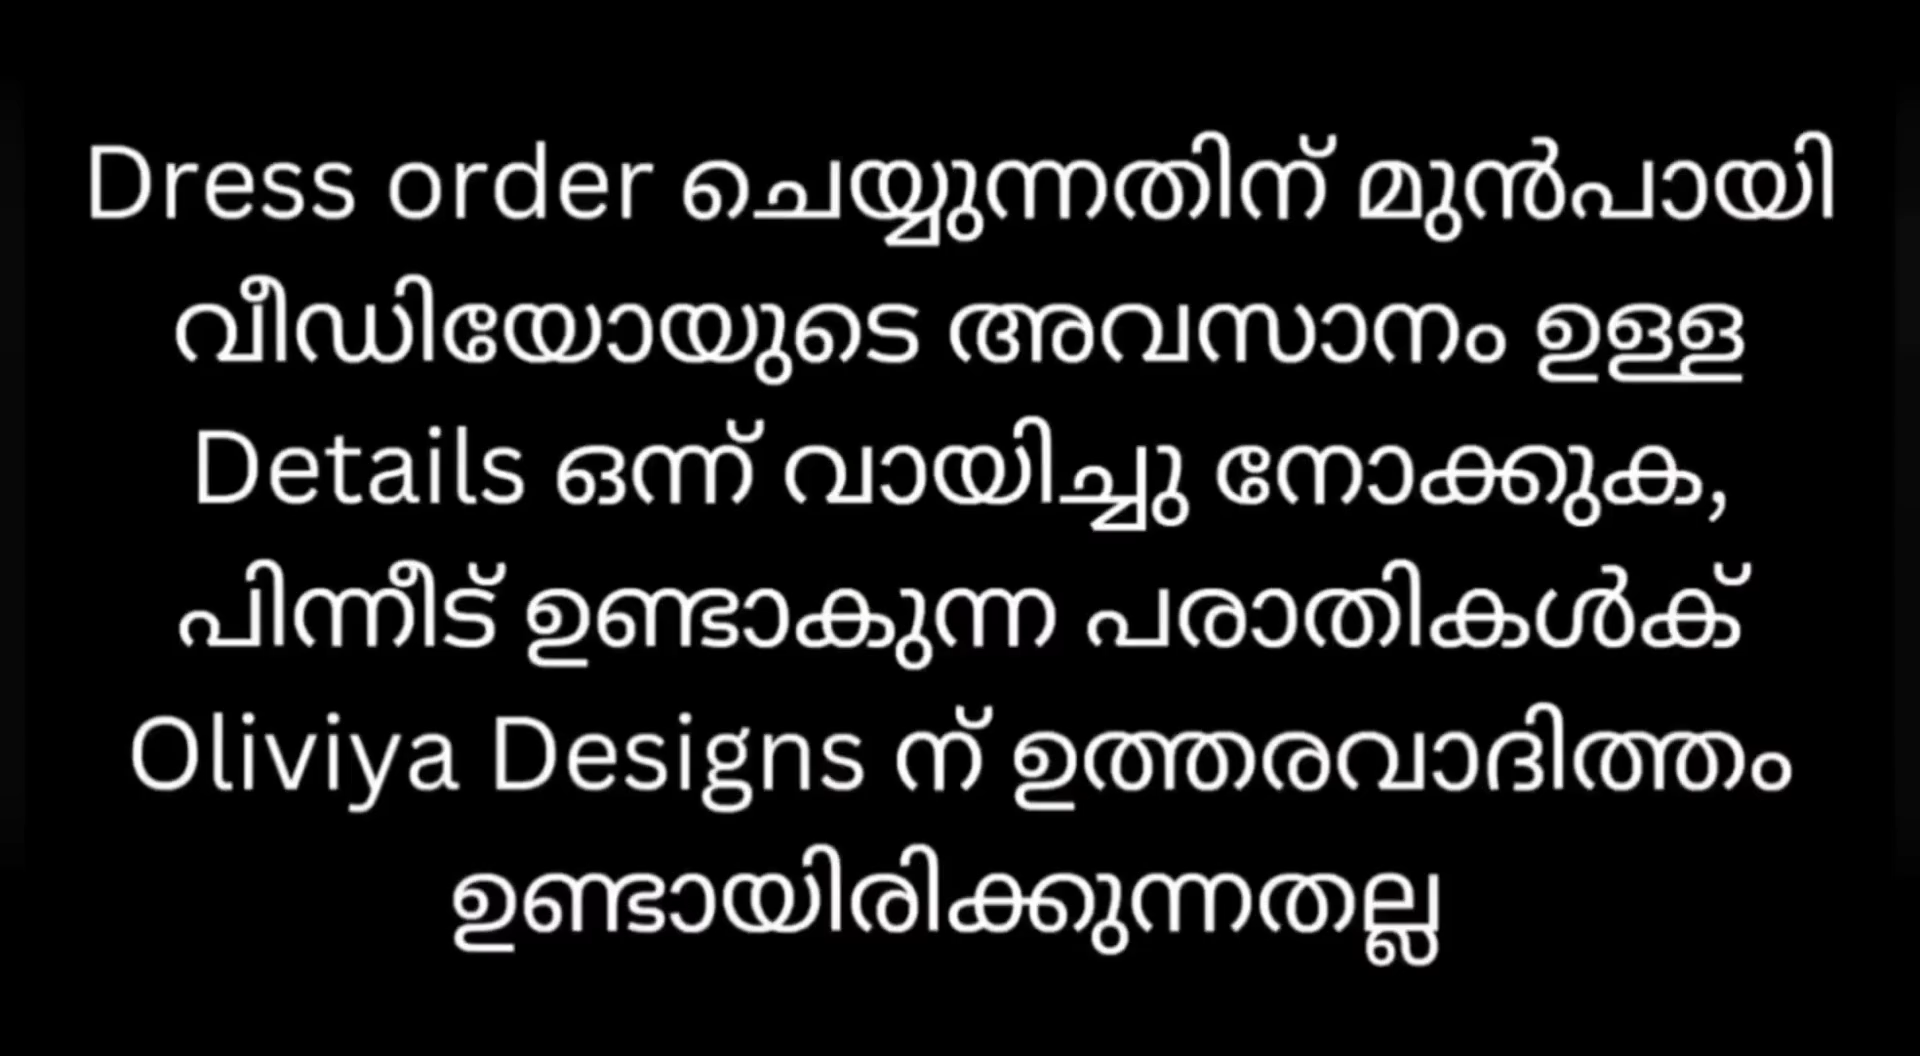 Dress order ചെയ്യുന്നതിന് മുൻപായി
വീഡിയോയുടെ അവസാനം ഉള്ള
Details ഒന്ന് വായിച്ചു നോക്കുക,
പിന്നീട് ഉണ്ടാകുന്ന പരാതികൾക്
Oliviya Designs ന് ഉത്തരവാദിത്തം
ഉണ്ടായിരിക്കുന്നതല്ല